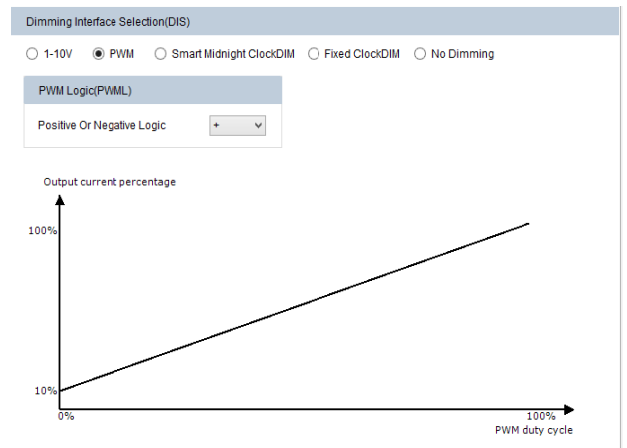 Dimming Interface Selection(DIS)
1-10V PWM Smart Midnight ClockDIM Fixed ClockDIM No Dimming
PWM Logic(PWML)
Positive Or Negative Logic +
Output current percentage
100%
10%
0% 100%
PWM duty cycle